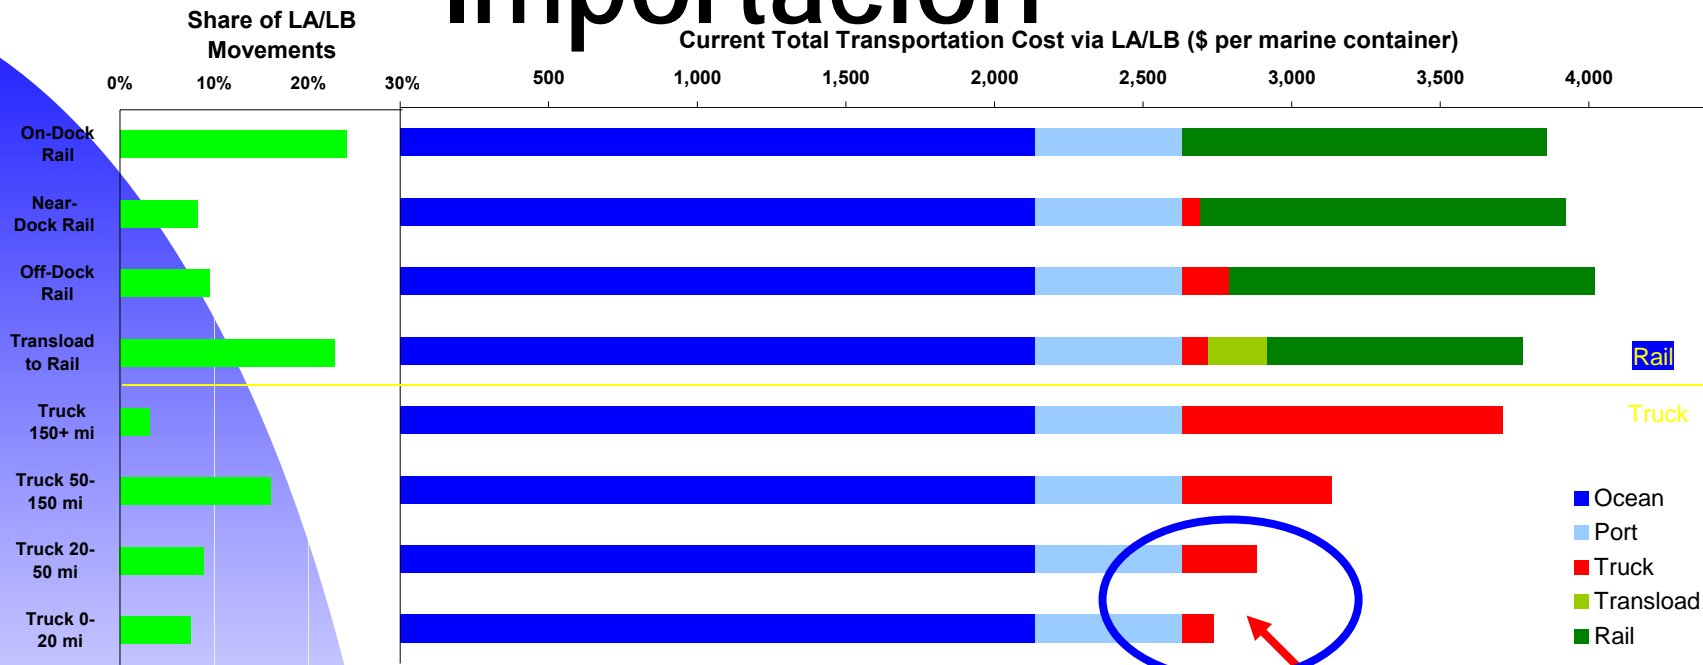 Importación
Share of LA/LB
Movements
Current Total Transportation Cost via LA/LB ($ per marine container)
0% 10% 20% 30% 500 1,000 1,500 2,000 2,500 3,000 3,500 4,000
On-Dock
Rail
Near-
Dock Rail
Off-Dock
Rail
Transload
to Rail
Rail
Truck
150+ mi
Truck
Truck 50-
150 mi
Truck 20-
50 mi
Truck 0-
20 mi
Ocean
Port
Truck
Transload
Rail